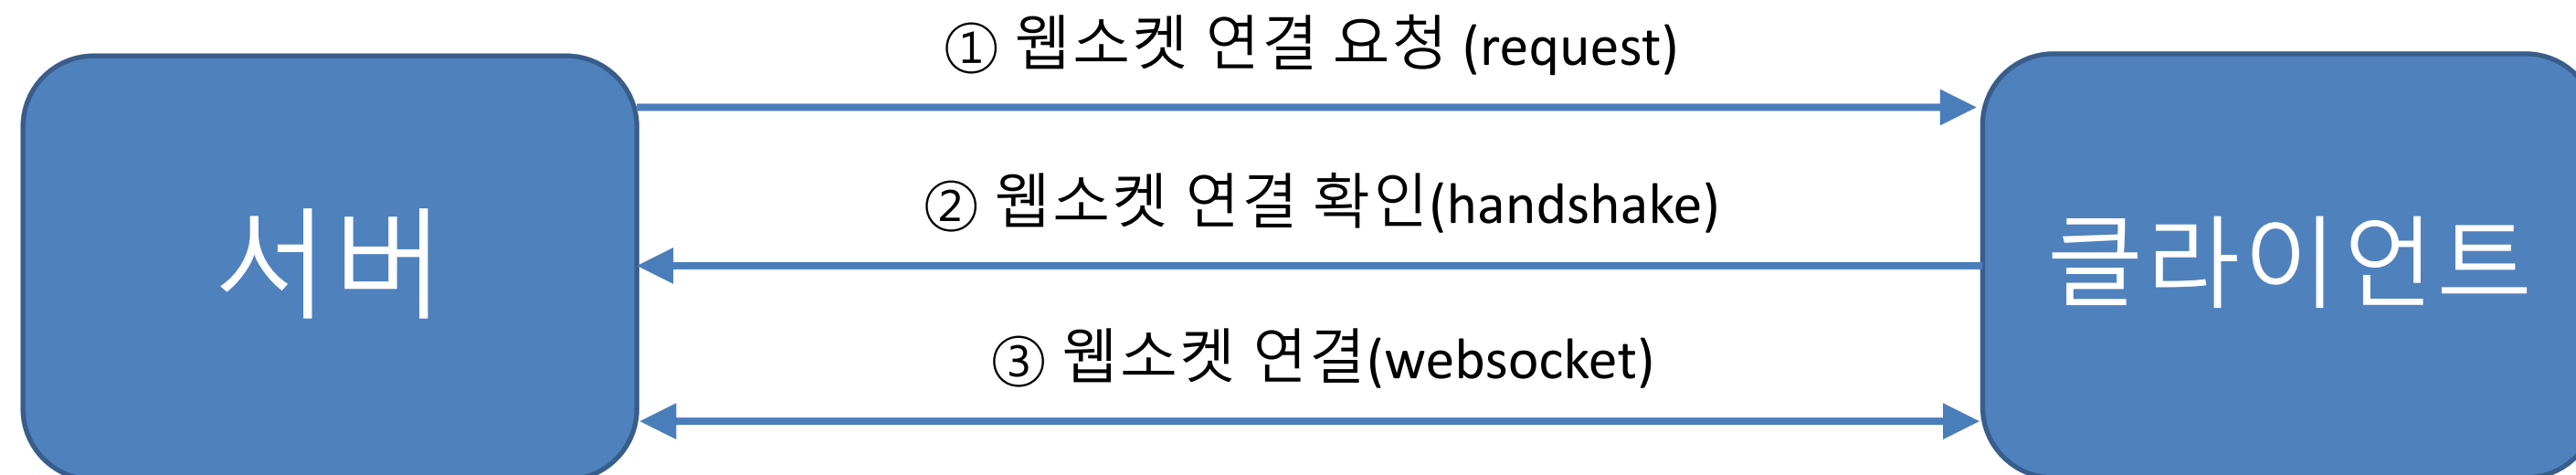 ① 웹소켓 연결 요청 (request)
② 웹소켓 연결 확인(handshake)
서버
클라이언트
③ 웹소켓 연결(websocket)